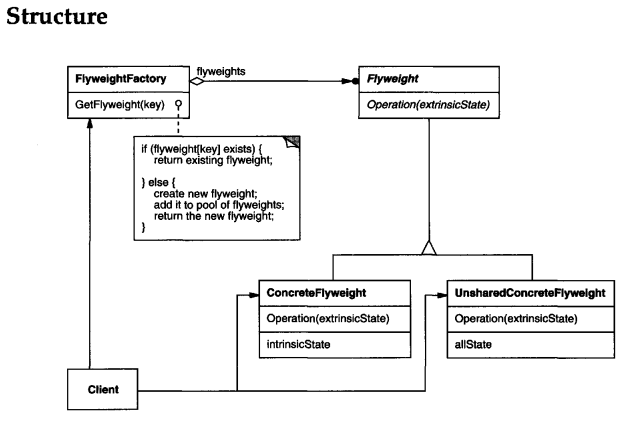 Structure
flyweights
FlyweightFactory
GetFlyweight(key)
Flyweight
Operation(extrinsicState)
if (flyweight[key] exists) {
return existing flyweight;
} else {
create new flyweight;
add it to pool of flyweights;
return the new flyweight;
}
ConcreteFlyweight
Operation(extrinsicState)
intrinsicState
UnsharedConcreteFlyweight
Operation(extrinsicState)
allState
Client